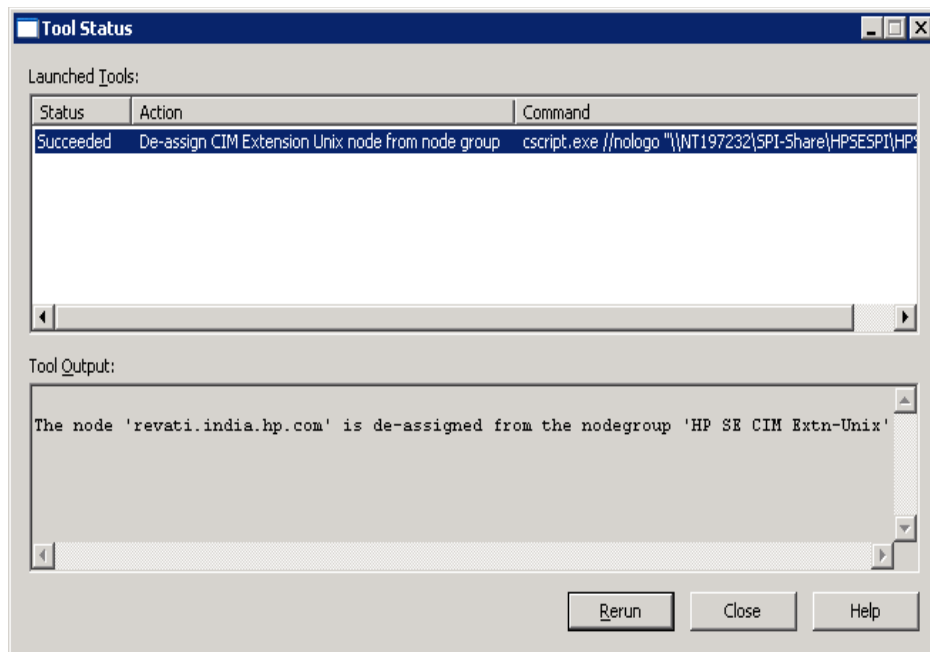 Tool Status
Launched Tools:
Status Action Command
Succeeded De-assign CIM Extension Unix node from node group cscript.exe //nologo "\\NT197232\SPI-Share\HPSESPI\HPS
Tool Output:
The node 'revati.india.hp.com' is de-assigned from the nodegroup 'HP SE CIM Extn-Unix'
Rerun Close Help